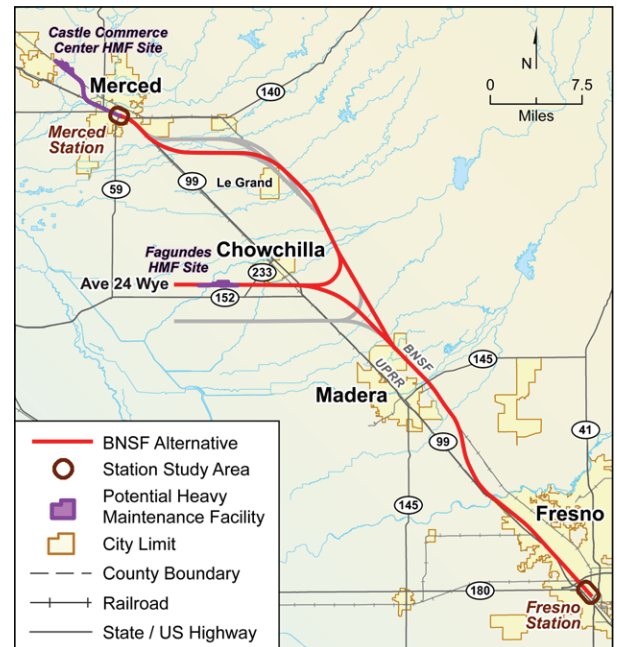 Castle Commerce
Center HMF Site
Merced
N
0 7.5
Miles
140
Merced
Station
59
99
Le Grand
Fagundes
HMF Site
Chowchilla
233
Ave 24 Wye
152
BNSF
UPRR
145
Madera
99
41
145
Fresno
180
Fresno
Station
BNSF Alternative
Station Study Area
Potential Heavy
Maintenance Facility
City Limit
County Boundary
Railroad
State / US Highway